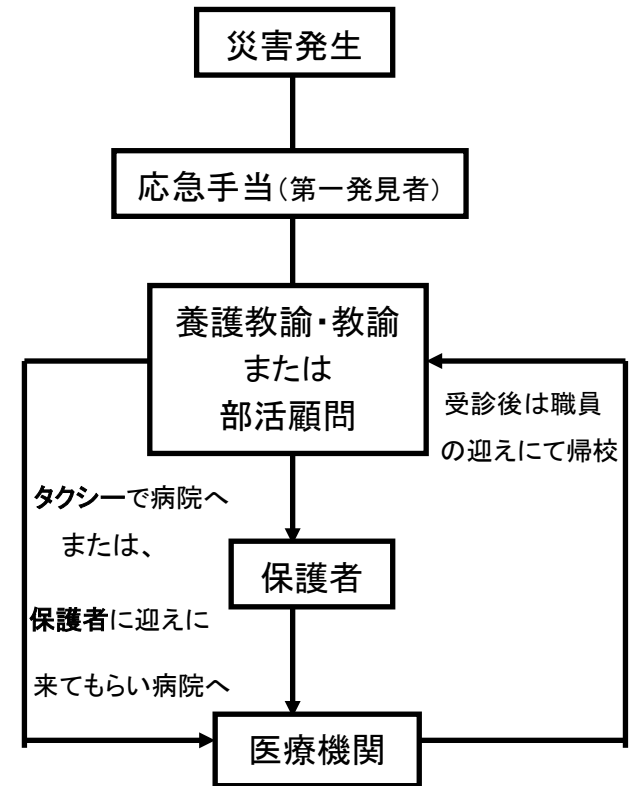 災害発生
応急手当(第一発見者)
養護教諭・教諭
または
部活顧問
受診後は職員
の迎えにて帰校
タクシーで病院へ
または、
保護者に迎えに
来てもらい病院へ
保護者
医療機関